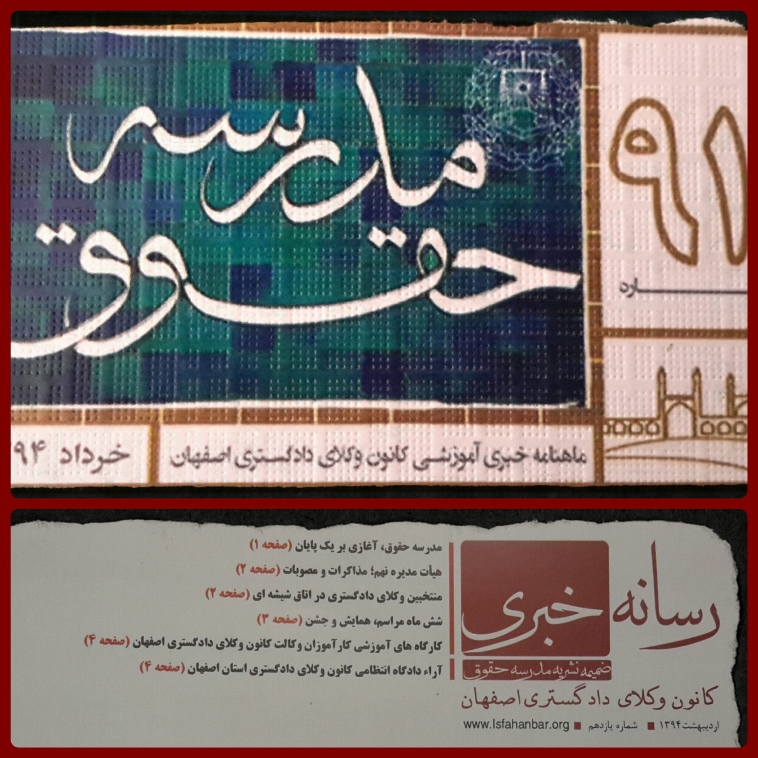 مدرسه
حقوق
۹۸
ـاره
ماهنامه خبری آموزشی کانون وکلای دادگستری اصفهان
خرداد ۹۴
رسانه خبری
ضمیمه نشریه مدرسه حقوق
کانون وکلای دادگستری اصفهان
اردیبهشت ۱۳۹۴ ■ شماره یازدهم ■ www.Isfahanbar.org
مدرسه حقوق، آغازی بر یک پایان (صفحه ۱)
هیأت مدیره نهم؛ مذاکرات و مصوبات (صفحه ۲)
منتخبین وکلای دادگستری در اتاق شیشه ای (صفحه ۲)
شش ماه مراسم، همایش و جشن (صفحه ۳)
کارگاه های آموزشی کارآموزان وکالت کانون وکلای دادگستری اصفهان (صفحه ۴)
آراء دادگاه انتظامی کانون وکلای دادگستری استان اصفهان (صفحه ۴)